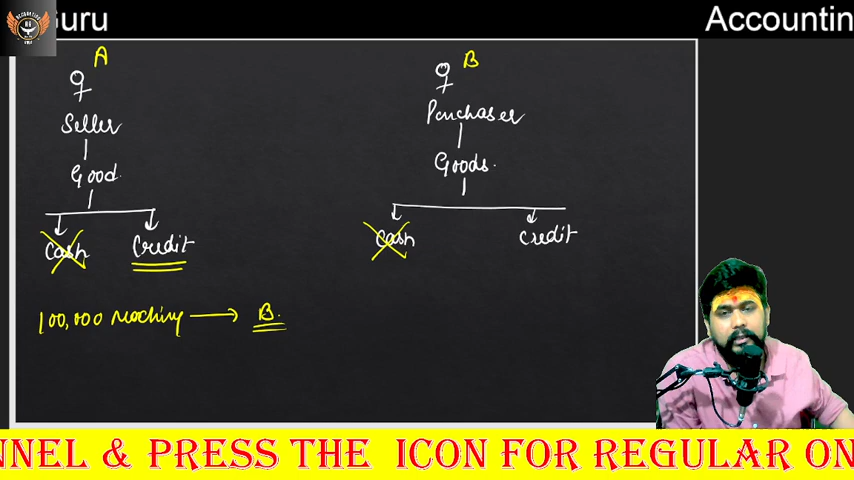 Guru
Accountin
A
B
Seller
Purchaser
Good
Goods.
Cash
Credit
Cash
Credit
100,000 machiny → B.
NNEL & PRESS THE ICON FOR REGULAR ON